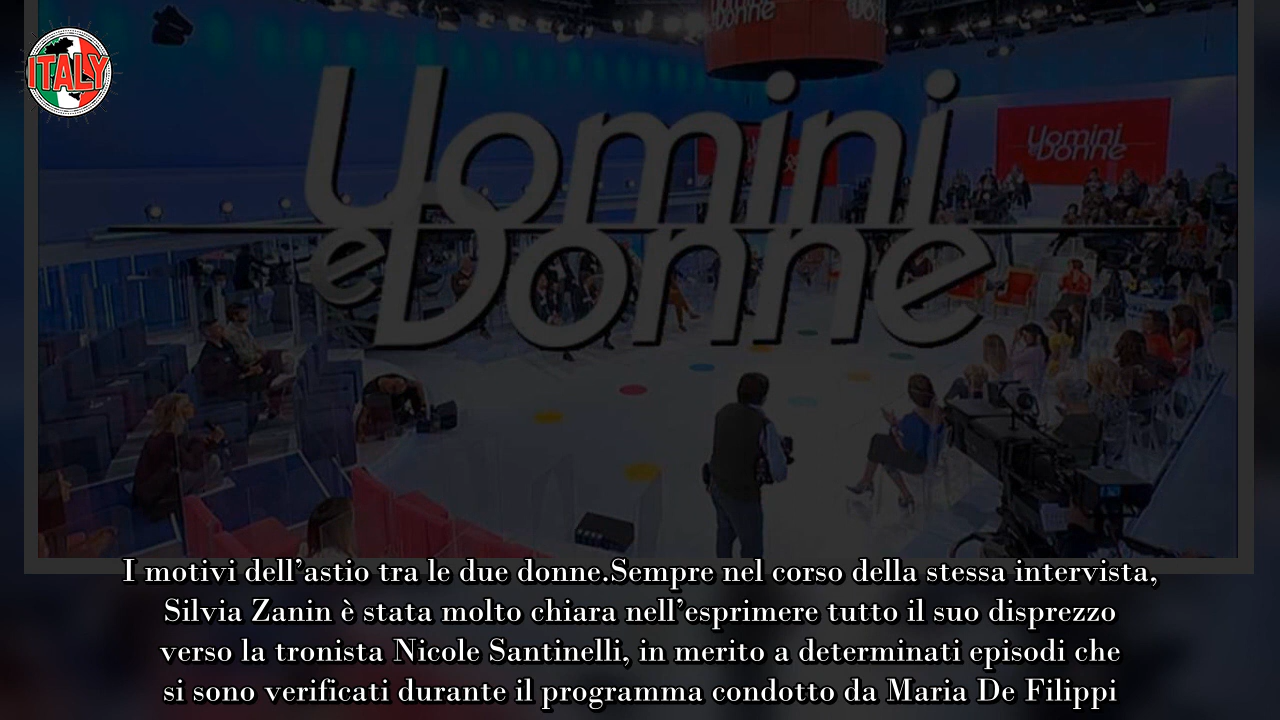 Uomini
e Donne
Donne
Uomini
e Donne
ITALY
I motivi dell’astio tra le due donne.Sempre nel corso della stessa intervista,
Silvia Zanin è stata molto chiara nell’esprimere tutto il suo disprezzo
verso la tronista Nicole Santinelli, in merito a determinati episodi che
si sono verificati durante il programma condotto da Maria De Filippi